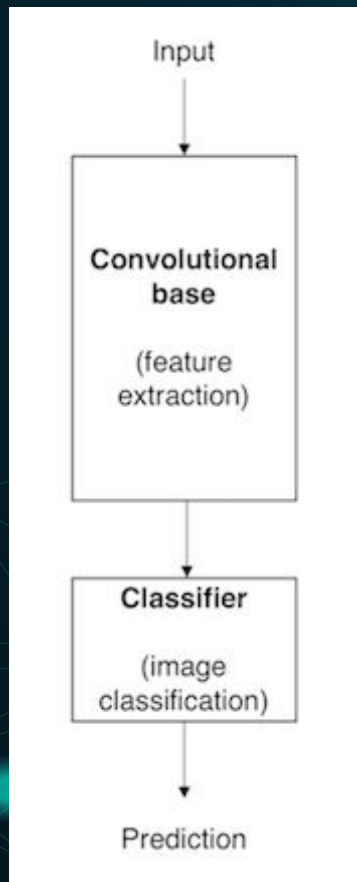 Input
Convolutional
base
(feature
extraction)
Classifier
(image
classification)
Prediction